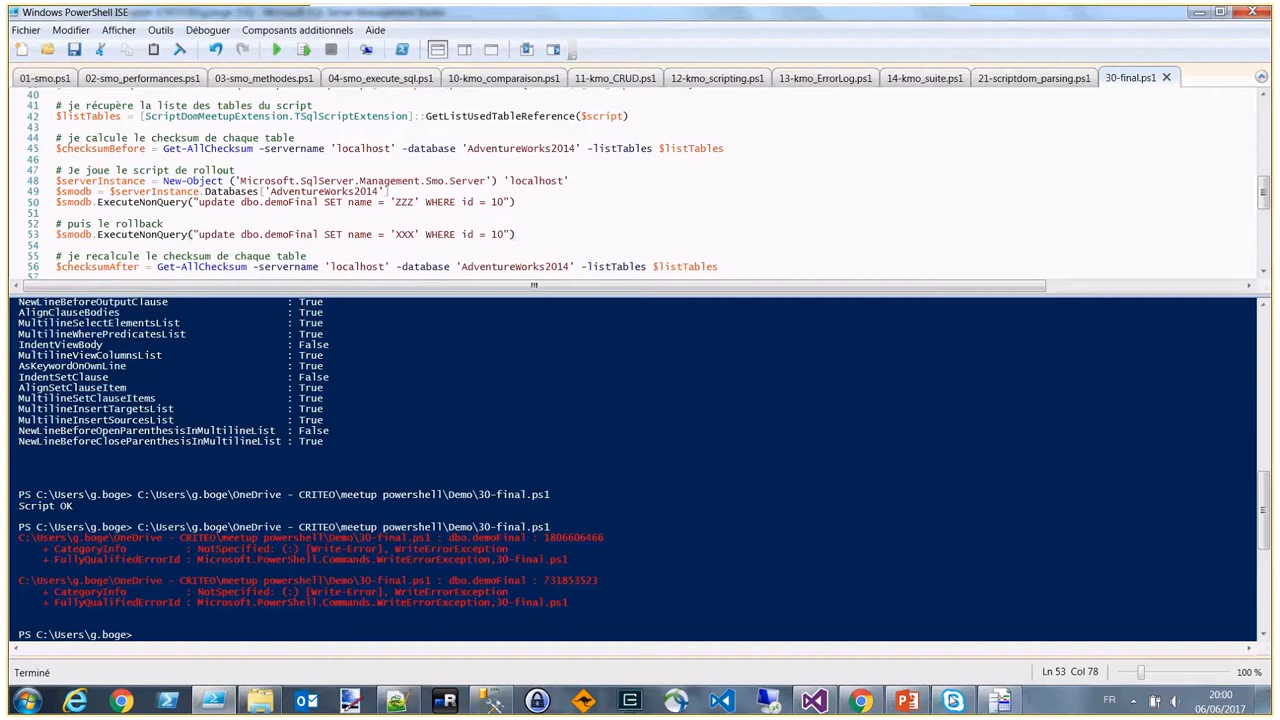 Windows PowerShell ISE
Fichier Modifier Afficher Outils Déboguer Composants additionnels Aide
01-smo.ps1 02-smo_performances.ps1 03-smo_methodes.ps1 04-smo_execute_sql.ps1 10-kmo_comparaison.ps1 11-kmo_CRUD.ps1 12-kmo_scripting.ps1 13-kmo_ErrorLog.ps1 14-kmo_suite.ps1 21-scriptdom_parsing.ps1 30-final.ps1
40
41 # je récupère la liste des tables du script
42 $listTables = [ScriptDomMeetupExtension.TSqlScriptExtension]::GetListUsedTableReference($script)
43
44 # je calcule le checksum de chaque table
45 $checksumBefore = Get-AllChecksum -servername 'localhost' -database 'AdventureWorks2014' -listTables $listTables
46
47 # Je joue le script de rollout
48 $serverInstance = New-Object ('Microsoft.SqlServer.Management.Smo.Server') 'localhost'
49 $smodb = $serverInstance.Databases['AdventureWorks2014']
50 $smodb.ExecuteNonQuery("update dbo.demoFinal SET name = 'ZZZ' WHERE id = 10")
51
52 # puis le rollback
53 $smodb.ExecuteNonQuery("update dbo.demoFinal SET name = 'XXX' WHERE id = 10")
54
55 # je recalcule le checksum de chaque table
56 $checksumAfter = Get-AllChecksum -servername 'localhost' -database 'AdventureWorks2014' -listTables $listTables
57
NewLineBeforeOutputClause : True
AlignClauseBodies : True
MultilineSelectElementsList : True
MultilineWherePredicatesList : True
IndentViewBody : False
MultilineViewColumnsList : True
AsKeywordOnOwnLine : True
IndentSetClause : False
AlignSetClauseItem : True
MultilineSetClauseItems : True
MultilineInsertTargetsList : True
MultilineInsertSourcesList : True
NewLineBeforeOpenParenthesisInMultilineList : False
NewLineBeforeCloseParenthesisInMultilineList : True
PS C:\Users\g.boge> C:\Users\g.boge\OneDrive - CRITEO\meetup powershell\Demo\30-final.ps1
Script OK
PS C:\Users\g.boge> C:\Users\g.boge\OneDrive - CRITEO\meetup powershell\Demo\30-final.ps1
C:\Users\g.boge\OneDrive - CRITEO\meetup powershell\Demo\30-final.ps1 : dbo.demoFinal : 1806606466
+ CategoryInfo : NotSpecified: (:) [Write-Error], WriteErrorException
+ FullyQualifiedErrorId : Microsoft.PowerShell.Commands.WriteErrorException,30-final.ps1
C:\Users\g.boge\OneDrive - CRITEO\meetup powershell\Demo\30-final.ps1 : dbo.demoFinal : 731853523
+ CategoryInfo : NotSpecified: (:) [Write-Error], WriteErrorException
+ FullyQualifiedErrorId : Microsoft.PowerShell.Commands.WriteErrorException,30-final.ps1
PS C:\Users\g.boge>
Terminé Ln 53 Col 78 100 %
FR 20:00
06/06/2017